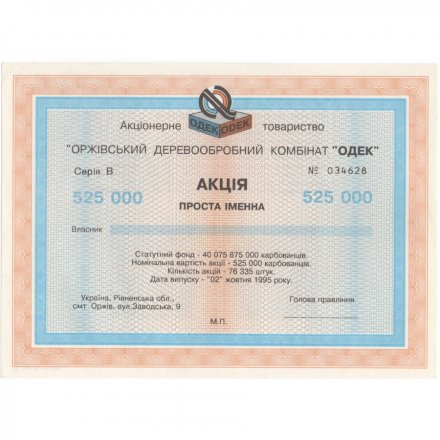 ОДЕК ОДЕК
Акціонерне товариство
"ОРЖІВСЬКИЙ ДЕРЕВООБРОБНИЙ КОМБІНАТ "ОДЕК"
Серія В № 034628
525 000 АКЦІЯ 525 000
ПРОСТА ІМЕННА
Власник
Статутний фонд - 40 075 875 000 карбованців.
Номінальна вартість акції - 525 000 карбованців.
Кількість акцій - 76 335 штук.
Дата випуску - "02" жовтня 1995 року.
Україна, Рівненська обл.,
смт Оржів, вул.Заводська, 9
Голова правління
М.П.